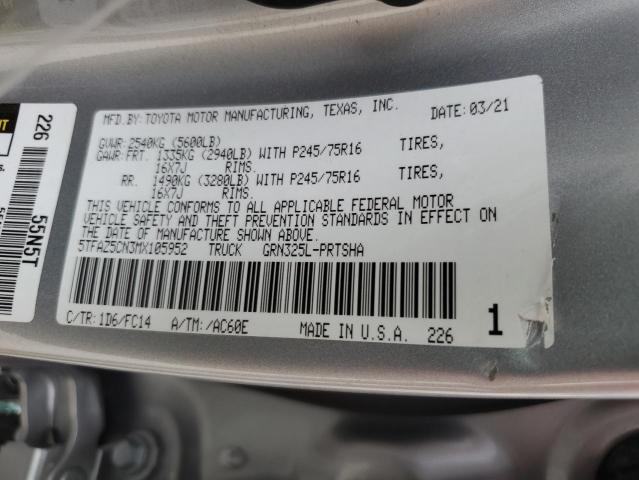 MFD.BY:TOYOTA MOTOR MANUFACTURING, TEXAS, INC. DATE:03/21
GVWR:2540KG (5600LB)
GAWR:FRT. 1335KG (2940LB) WITH P245/75R16 TIRES,
16X7J RIMS.
RR. 1490KG (3280LB) WITH P245/75R16 TIRES,
16X7J RIMS.
THIS VEHICLE CONFORMS TO ALL APPLICABLE FEDERAL MOTOR
VEHICLE SAFETY AND THEFT PREVENTION STANDARDS IN EFFECT ON
THE DATE OF MANUFACTURE SHOWN ABOVE.
5TFAZ5CN3MX105952 TRUCK GRN325L-PRTSHA
C/TR:1D6/FC14 A/TM:/AC60E MADE IN U.S.A. 226 1
226
55N5T